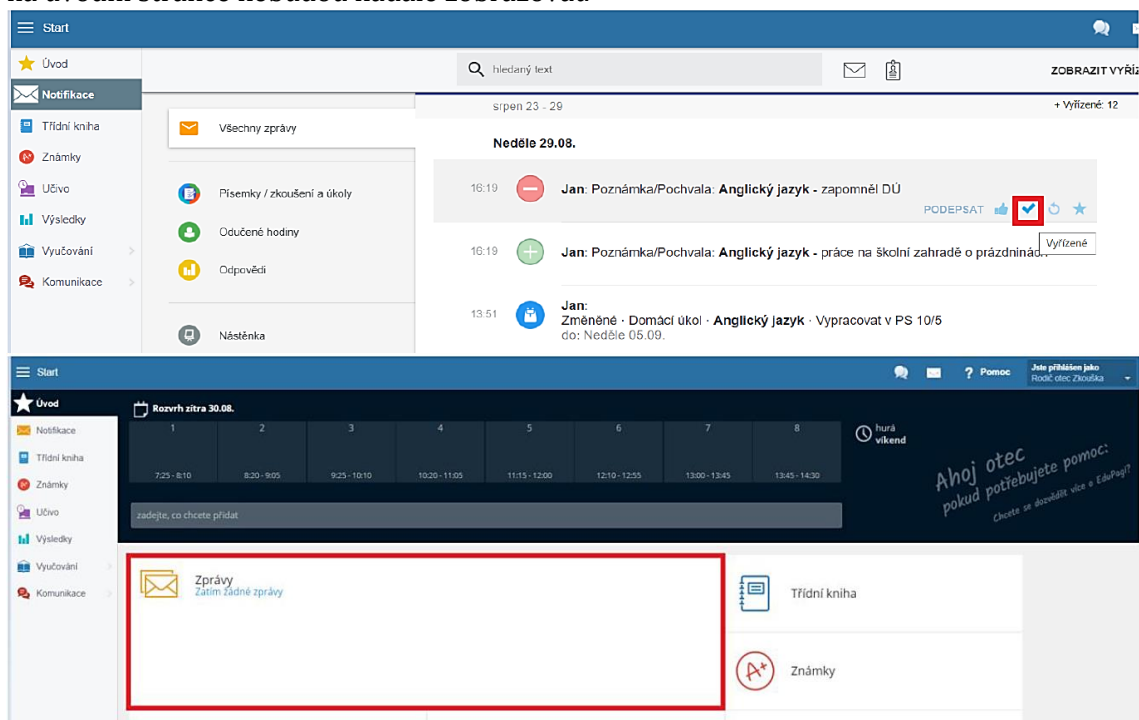 na úvodní stránce nebudou nadále zobrazovat.
Start
Úvod
Notifikace
Třídní kniha
Známky
Učivo
Výsledky
Vyučování
Komunikace
hledaný text
ZOBRAZIT VYŘÍZ
srpen 23 - 29
+ Vyřízené: 12
Všechny zprávy
Písemky / zkoušení a úkoly
Odučené hodiny
Odpovědi
Nástěnka
Neděle 29.08.
16:19 Jan: Poznámka/Pochvala: Anglický jazyk - zapomněl DÚ
PODEPSAT
Vyřízené
16:19 Jan: Poznámka/Pochvala: Anglický jazyk - práce na školní zahradě o prázdninách
13:51 Jan:
Změněné · Domácí úkol · Anglický jazyk · Vypracovat v PS 10/5
do: Neděle 05.09.
Start
? Pomoc
Jste přihlášen jako
Rodič otec Zkouška
Úvod
Notifikace
Třídní kniha
Známky
Učivo
Výsledky
Vyučování
Komunikace
Rozvrh zítra 30.08.
1 2 3 4 5 6 7 8
7:25 - 8:10 8:20 - 9:05 9:25 - 10:10 10:20 - 11:05 11:15 - 12:00 12:10 - 12:55 13:00 - 13:45 13:45 - 14:30
hurá
víkend
Ahoj otec
pokud potřebujete pomoc:
Chcete se dozvědět více o EduPagi?
zadejte, co chcete přidat
Zprávy
Zatím žádné zprávy
Třídní kniha
A+
Známky